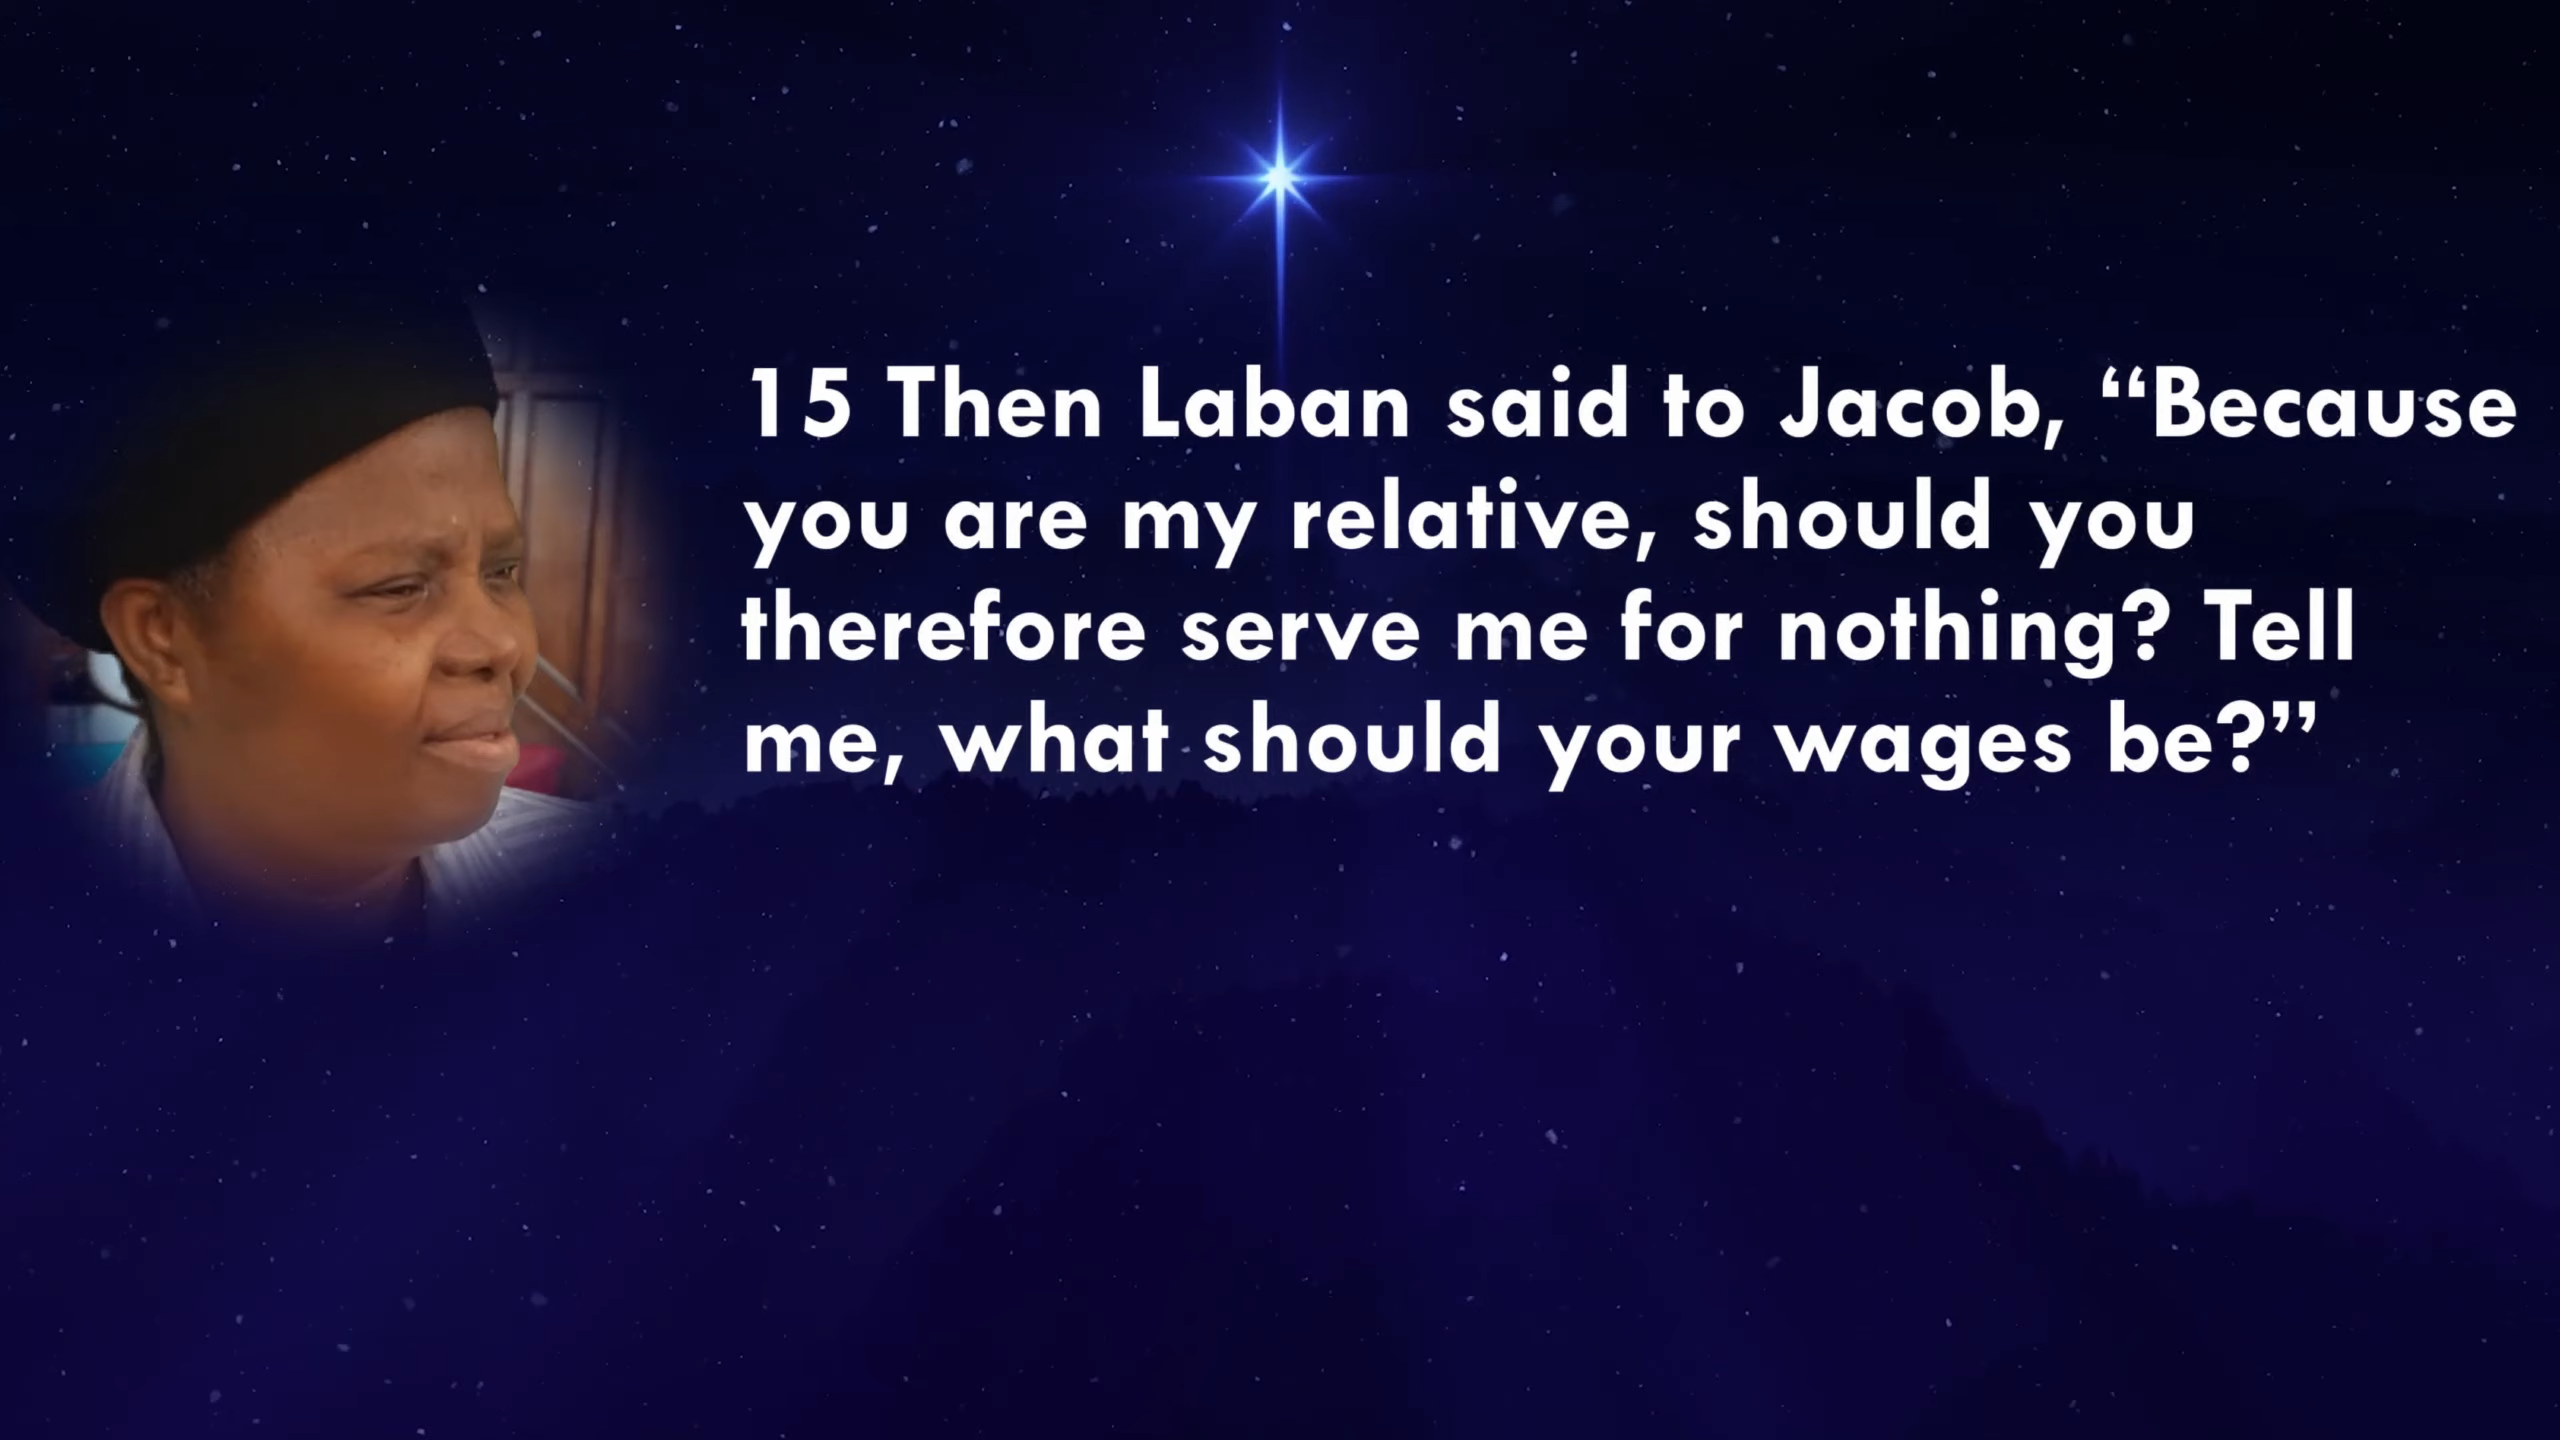 15 Then Laban said to Jacob, “Because
you are my relative, should you
therefore serve me for nothing? Tell
me, what should your wages be?”